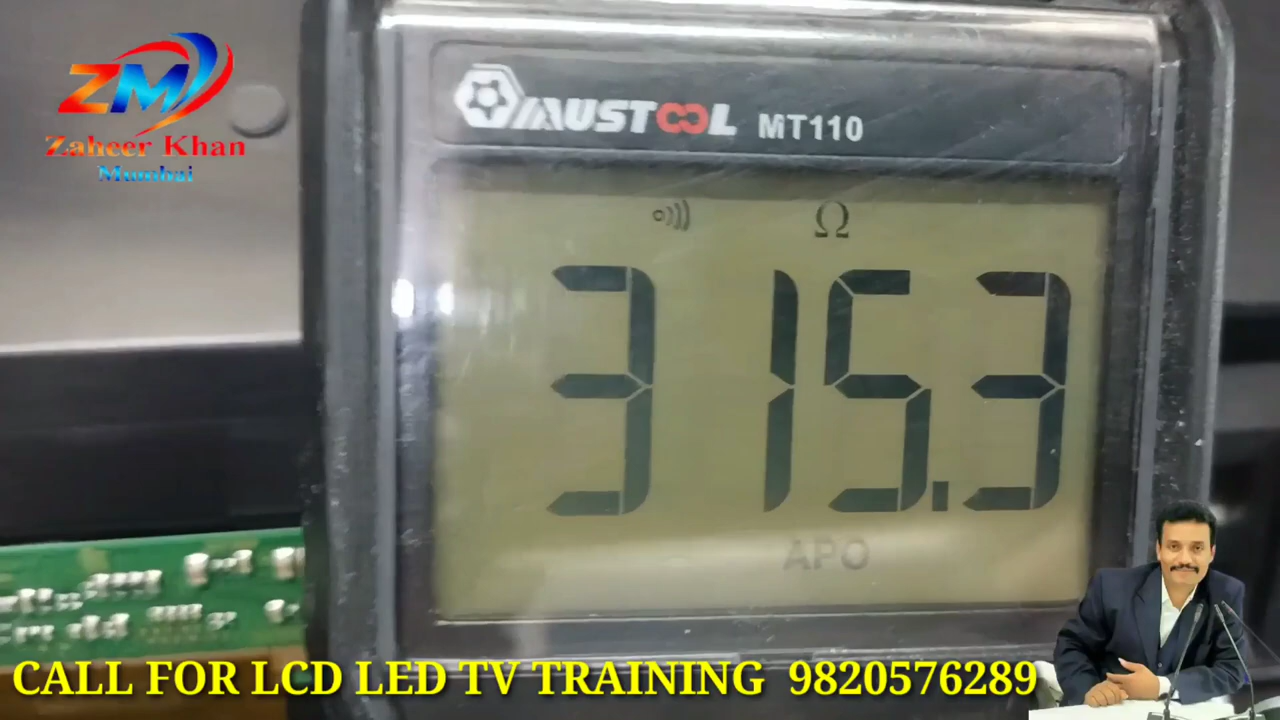 ZM
Zaheer Khan
Mumbai
AUSTOOL MT110
Ω
315.3
APO
CALL FOR LCD LED TV TRAINING 9820576289